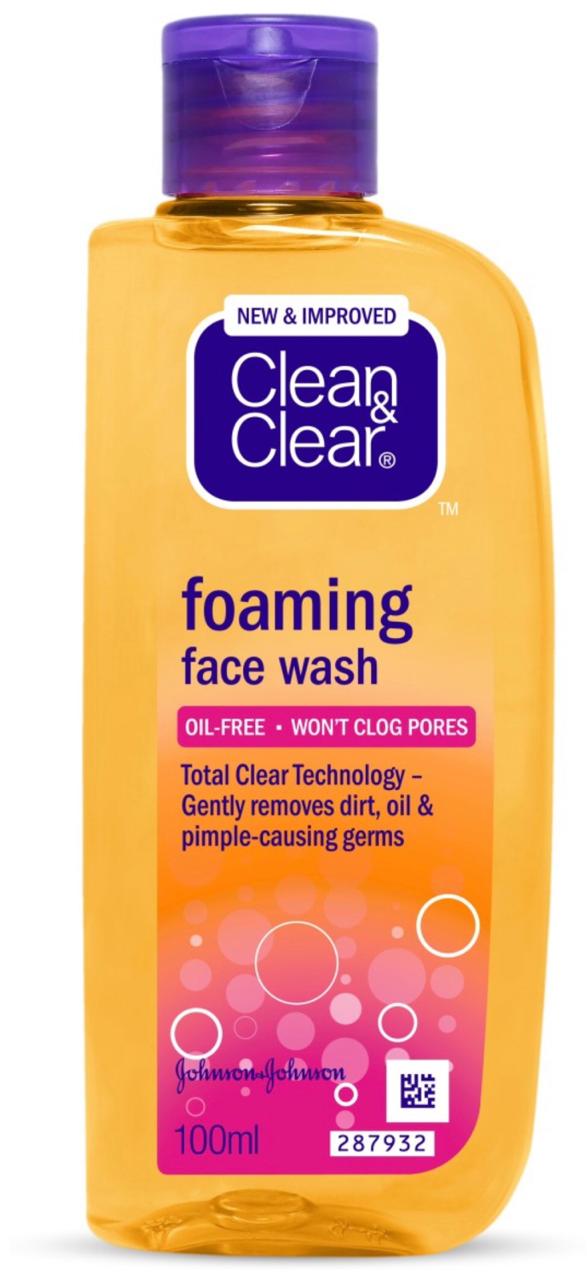 NEW & IMPROVED
Clean &
Clear®
TM
foaming
face wash
OIL-FREE • WON'T CLOG PORES
Total Clear Technology –
Gently removes dirt, oil &
pimple-causing germs
Johnson & Johnson
100ml
287932